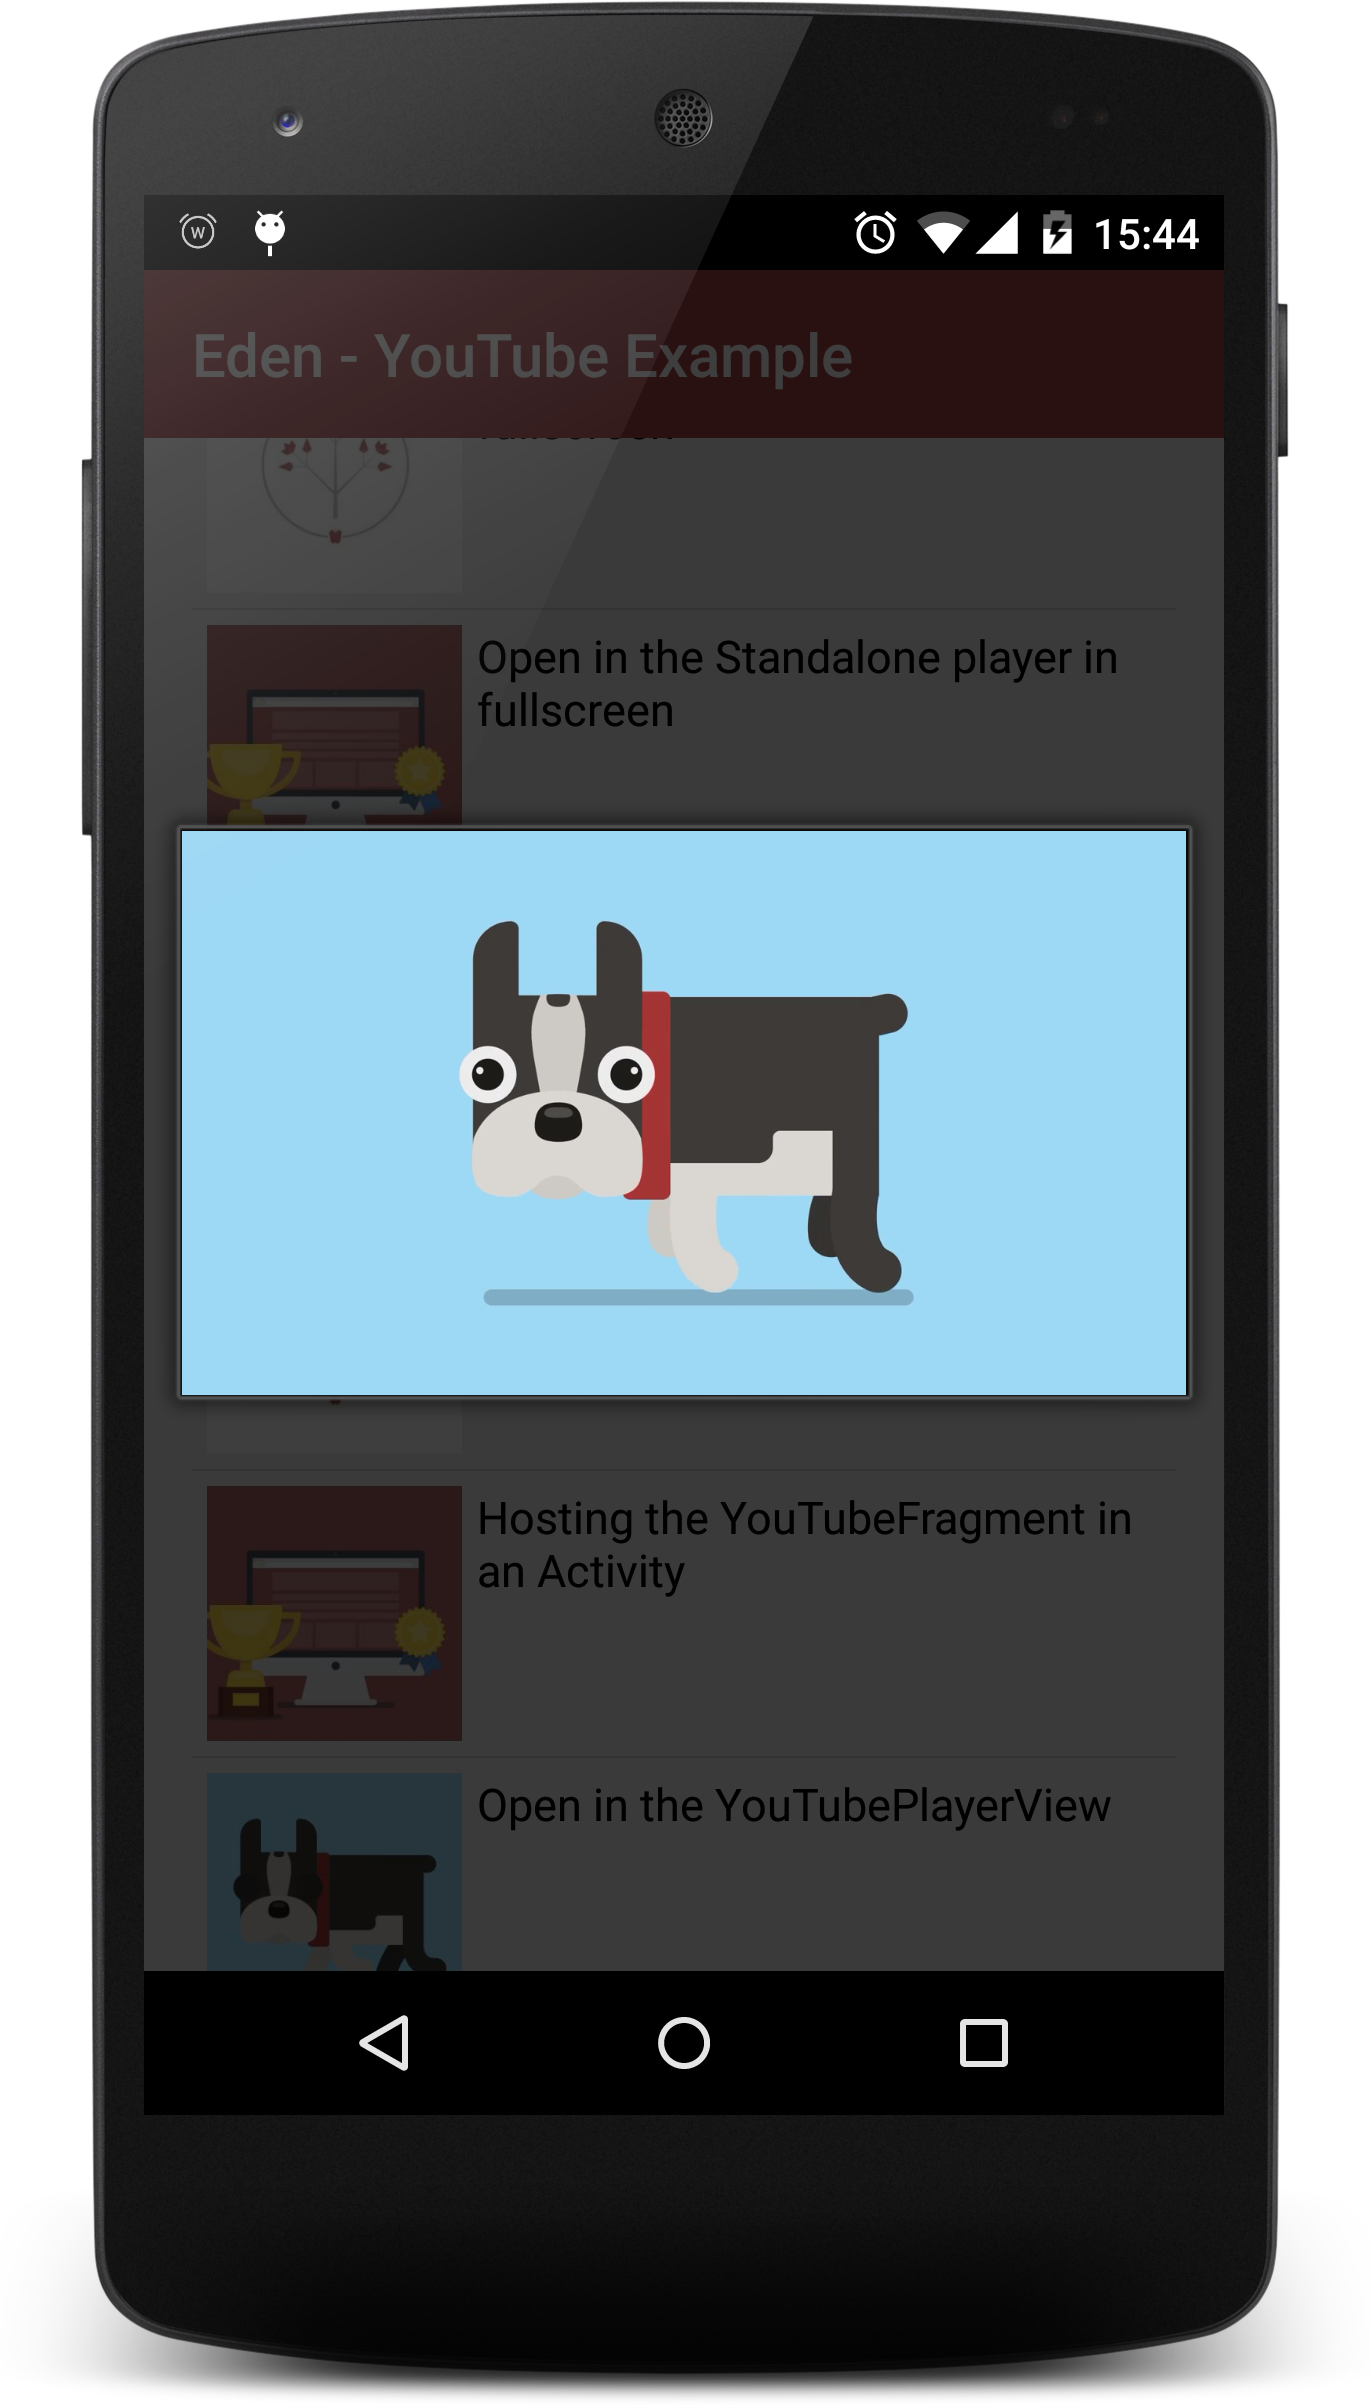 W
15:44
Eden - YouTube Example
Open in the Standalone player in
fullscreen
Hosting the YouTubeFragment in
an Activity
Open in the YouTubePlayerView